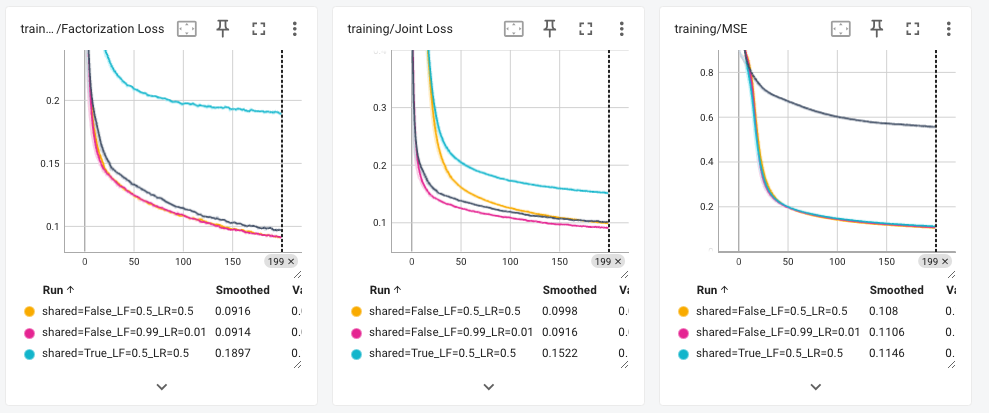 train… /Factorization Loss
0.2
0.15
0.1
0 50 100 150 199 ×
Run ↑ Smoothed
shared=False_LF=0.5_LR=0.5 0.0916 0.
shared=False_LF=0.99_LR=0.01 0.0914 0.
shared=True_LF=0.5_LR=0.5 0.1897 0.
training/Joint Loss
0.3
0.2
0.1
0 50 100 150 199 ×
Run ↑ Smoothed
shared=False_LF=0.5_LR=0.5 0.0998 0.
shared=False_LF=0.99_LR=0.01 0.0916 0.
shared=True_LF=0.5_LR=0.5 0.1522 0.
training/MSE
0.8
0.6
0.4
0.2
0 50 100 150 199 ×
Run ↑ Smoothed
shared=False_LF=0.5_LR=0.5 0.108 0.
shared=False_LF=0.99_LR=0.01 0.1106 0.
shared=True_LF=0.5_LR=0.5 0.1146 0.